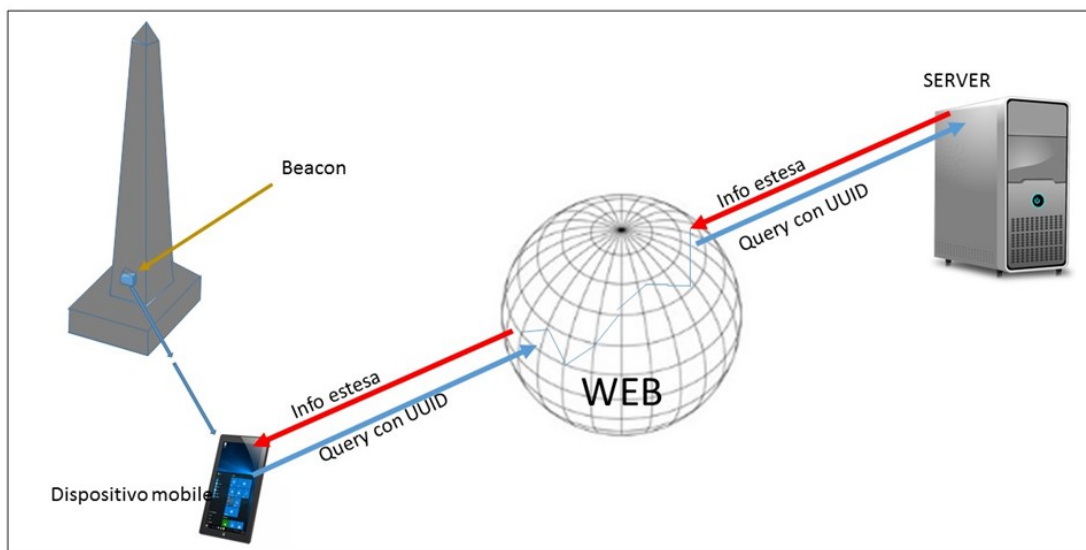 SERVER
Beacon
Info estesa
Query con UUID
WEB
Info estesa
Query con UUID
Dispositivo mobile